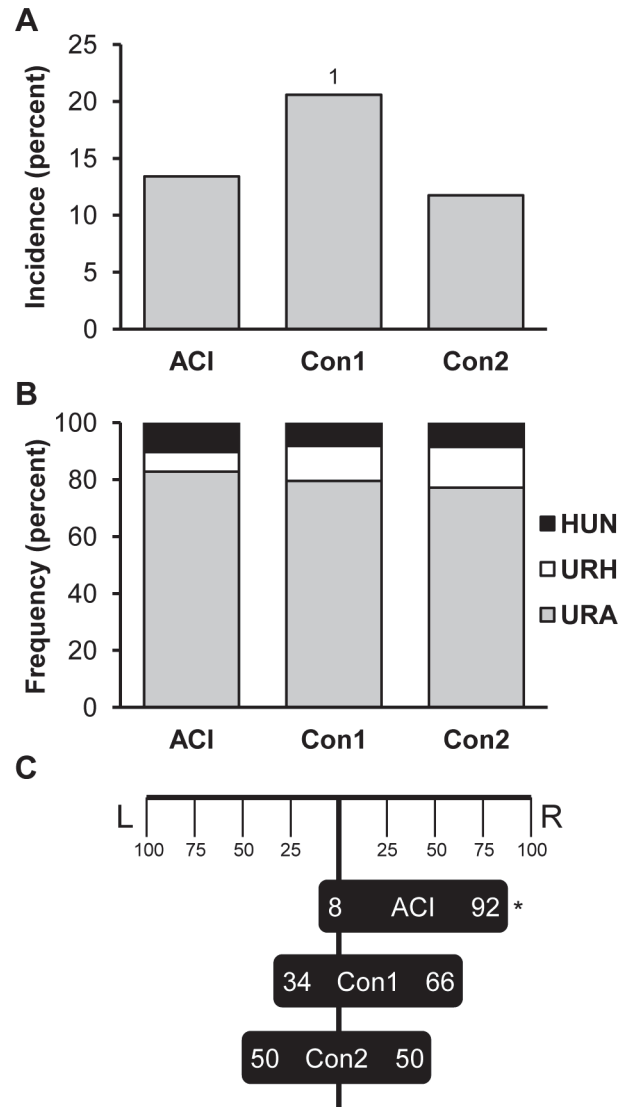 A
Incidence (percent)
25
20
15
10
5
0
1
ACI Con1 Con2
B
Frequency (percent)
100
80
60
40
20
0
HUN
URH
URA
ACI Con1 Con2
C
L R
100 75 50 25 25 50 75 100
8 ACI 92 *
34 Con1 66
50 Con2 50